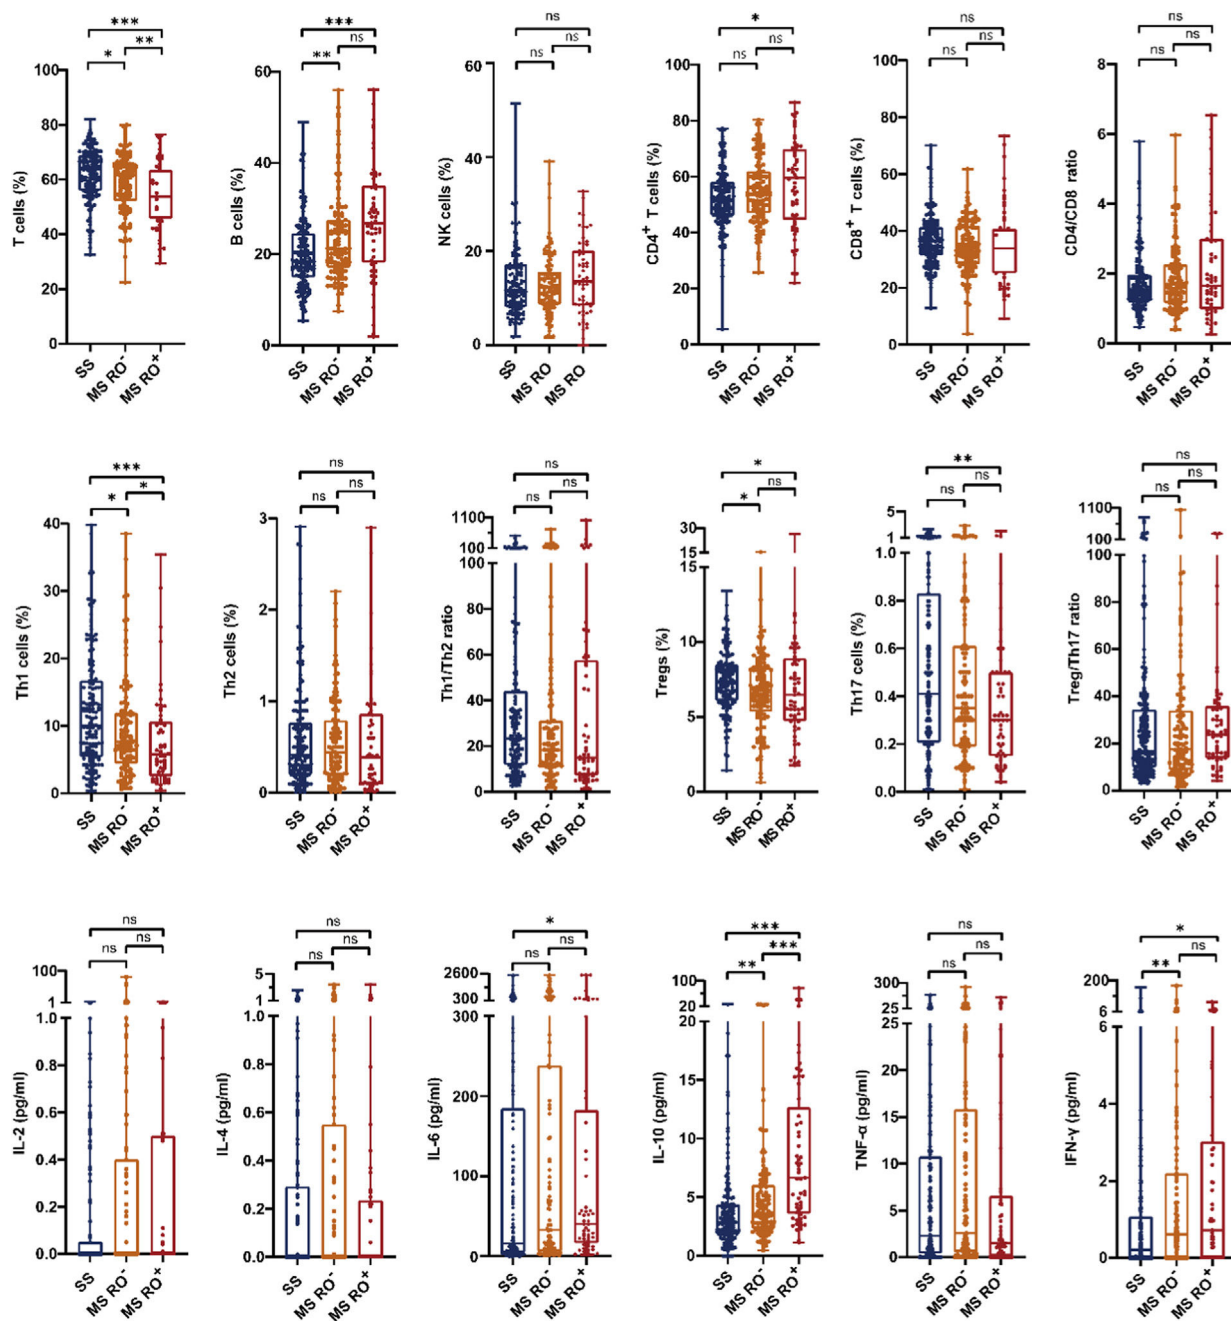 ***
* **
T cells (%)
100
80
60
40
20
0
SS
MS RO⁻
MS RO⁺
***
** ns
B cells (%)
60
40
20
0
SS
MS RO⁻
MS RO⁺
ns
ns ns
NK cells (%)
60
40
20
0
SS
MS RO
MS RO
*
ns ns
CD4⁺ T cells (%)
100
80
60
40
20
0
SS
MS RO⁻
MS RO⁺
ns
ns ns
CD8⁺ T cells (%)
100
80
60
40
20
0
SS
MS RO⁻
MS RO⁺
ns
ns ns
CD4/CD8 ratio
8
6
4
2
0
SS
MS RO⁻
MS RO⁺
***
* *
Th1 cells (%)
40
30
20
10
0
SS
MS RO⁻
MS RO⁺
ns
ns ns
Th2 cells (%)
3
2
1
0
SS
MS RO⁻
MS RO⁺
ns
ns ns
Th1/Th2 ratio
1100
100
100
80
60
40
20
0
SS
MS RO⁻
MS RO⁺
*
* ns
Tregs (%)
30
15
15
10
5
0
SS
MS RO⁻
MS RO⁺
**
ns ns
Th17 cells (%)
5
1
1.0
0.8
0.6
0.4
0.2
0.0
SS
MS RO⁻
MS RO⁺
ns
ns ns
Treg/Th17 ratio
1100
100
100
80
60
40
20
0
SS
MS RO⁻
MS RO⁺
ns
ns ns
IL-2 (pg/ml)
100
1
1.0
0.8
0.6
0.4
0.2
0.0
SS
MS RO⁻
MS RO⁺
ns
ns ns
IL-4 (pg/ml)
5
1
1.0
0.8
0.6
0.4
0.2
0.0
SS
MS RO⁻
MS RO⁺
*
ns ns
IL-6 (pg/ml)
2600
300
300
200
100
0
SS
MS RO⁻
MS RO⁺
***
** ***
IL-10 (pg/ml)
100
20
20
15
10
5
0
SS
MS RO⁻
MS RO⁺
ns
ns ns
TNF-α (pg/ml)
300
25
25
20
15
10
5
0
SS
MS RO⁻
MS RO⁺
*
** ns
IFN-γ (pg/ml)
200
6
6
4
2
0
SS
MS RO⁻
MS RO⁺